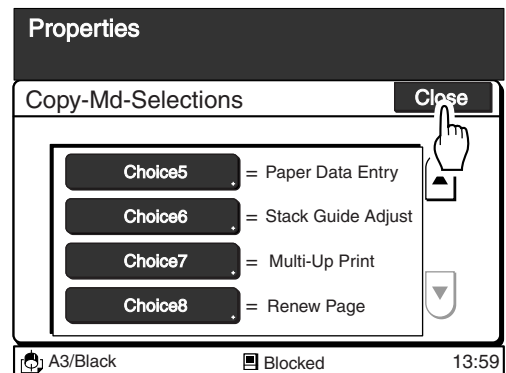 Properties
Copy-Md-Selections Close
Choice5 = Paper Data Entry
Choice6 = Stack Guide Adjust
Choice7 = Multi-Up Print
Choice8 = Renew Page
A3/Black Blocked 13:59